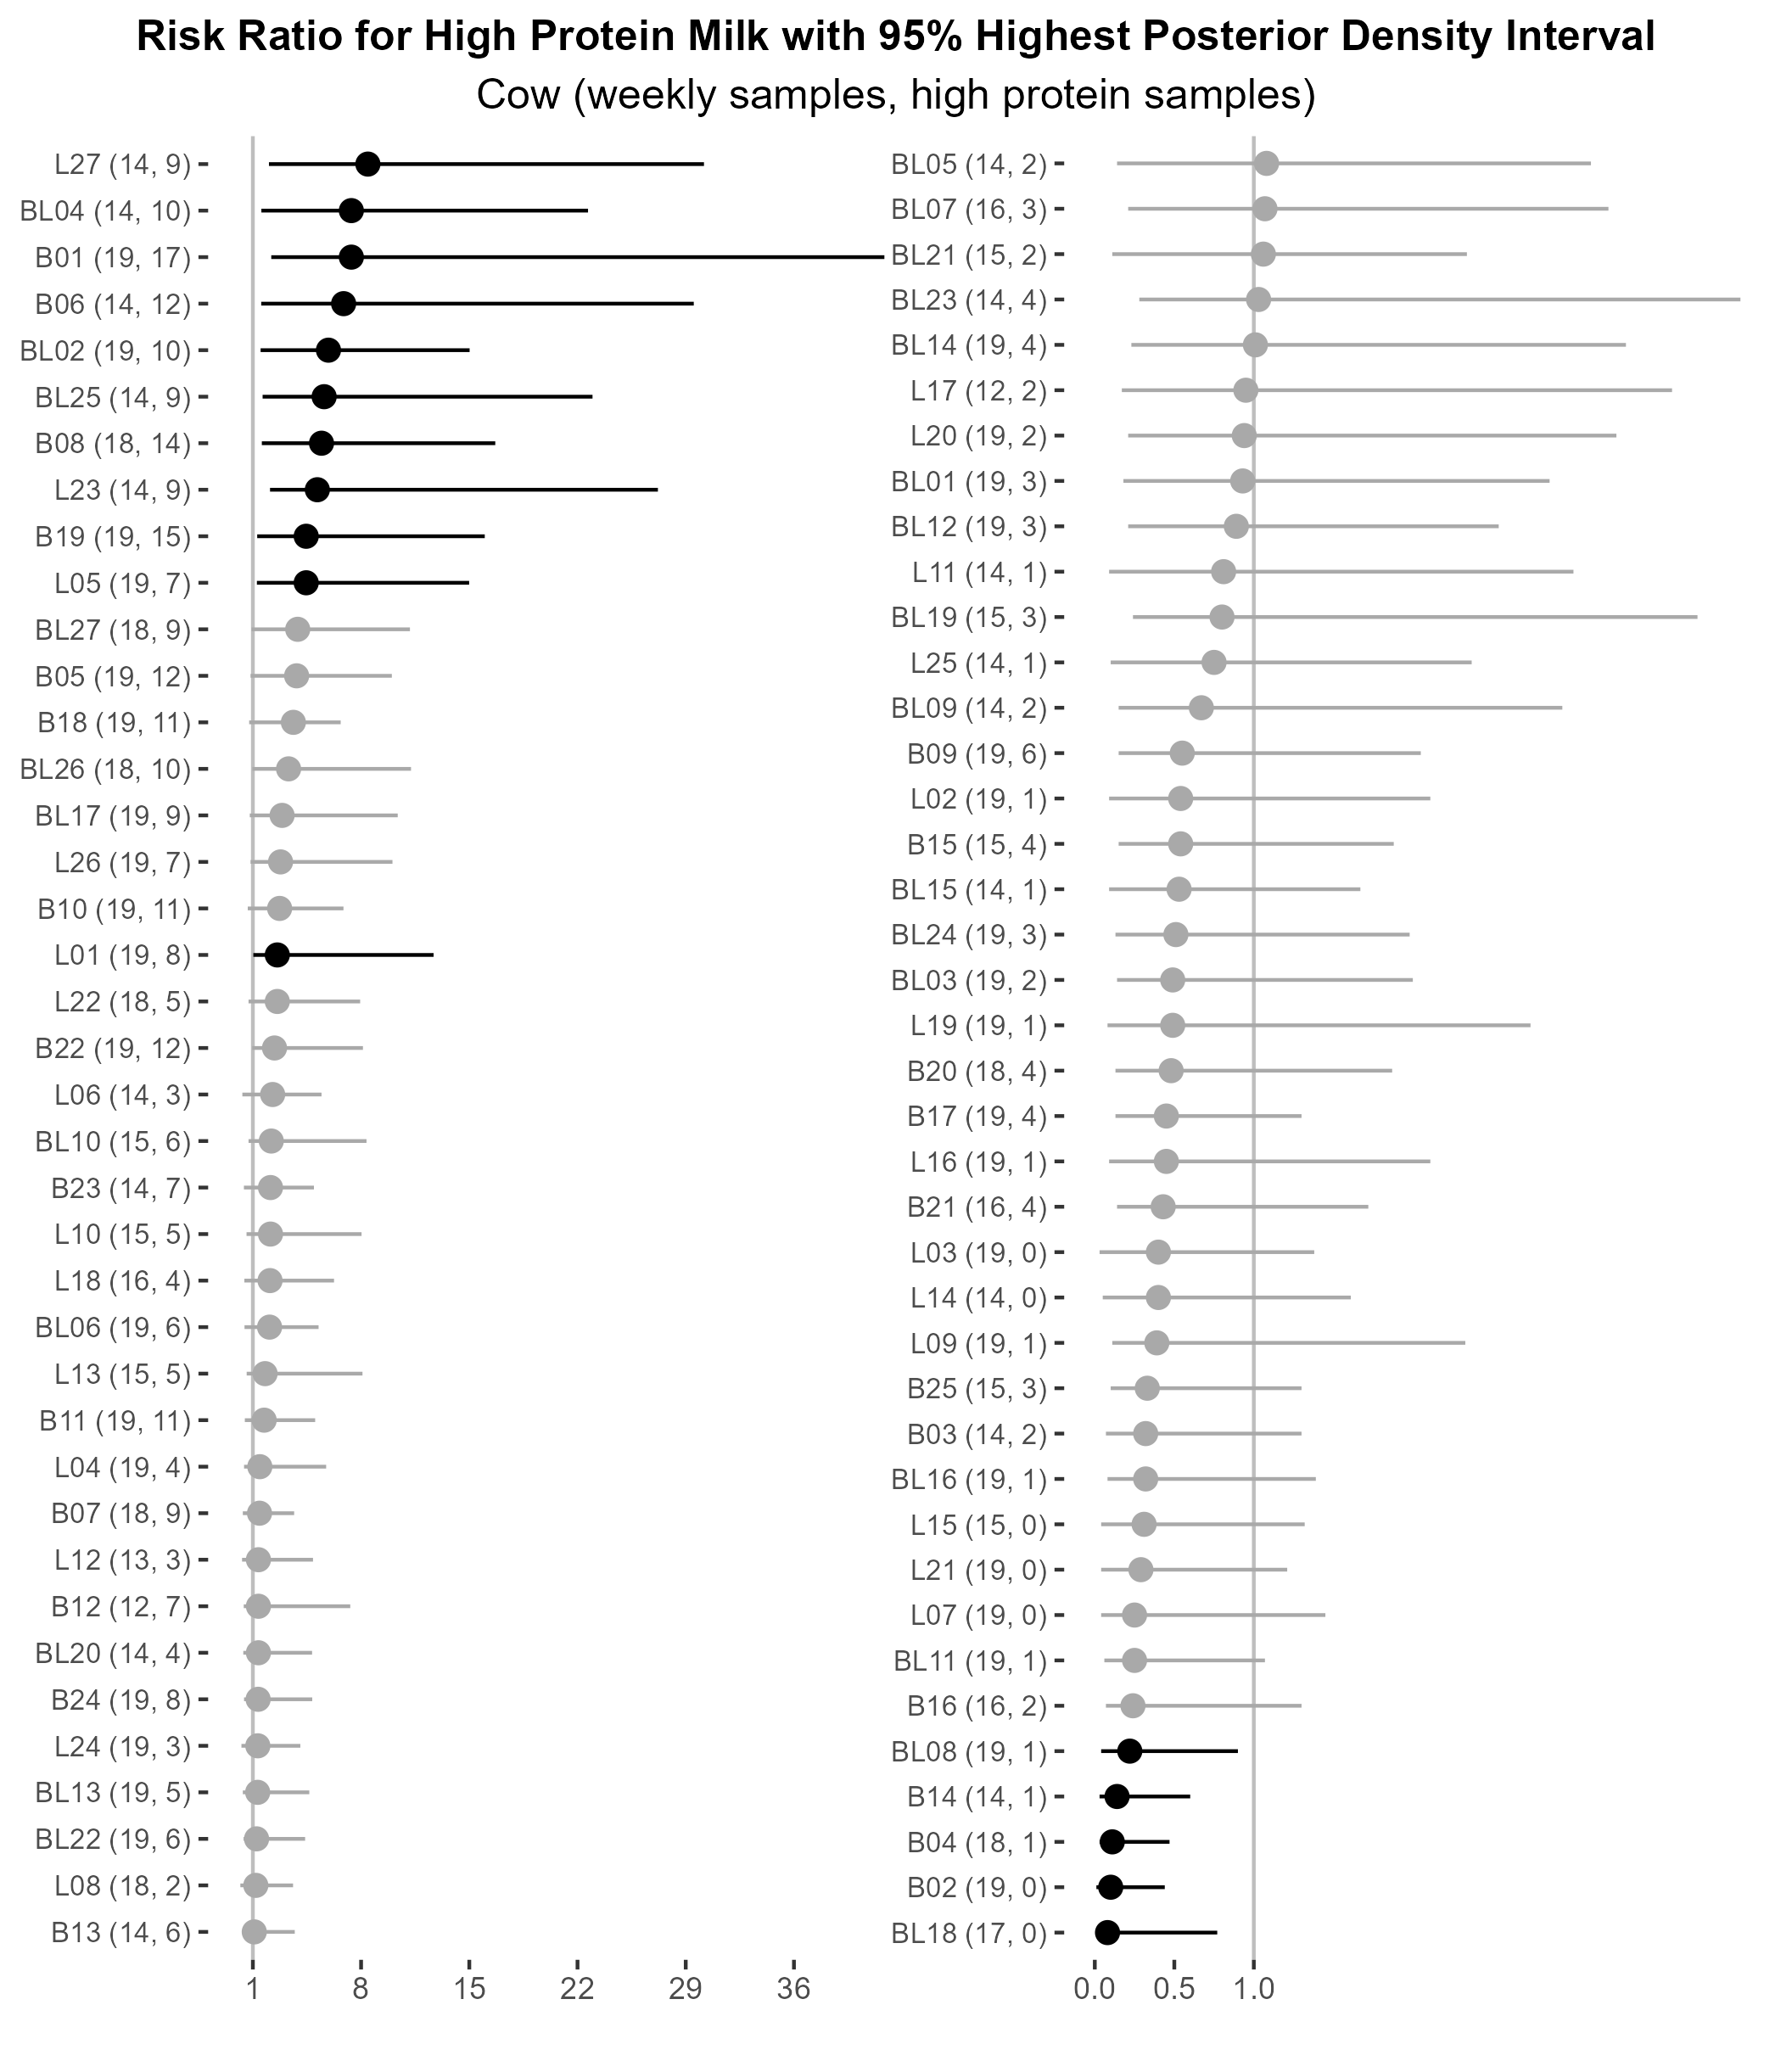 Risk Ratio for High Protein Milk with 95% Highest Posterior Density Interval
Cow (weekly samples, high protein samples)
L27 (14, 9)
BL04 (14, 10)
B01 (19, 17)
B06 (14, 12)
BL02 (19, 10)
BL25 (14, 9)
B08 (18, 14)
L23 (14, 9)
B19 (19, 15)
L05 (19, 7)
BL27 (18, 9)
B05 (19, 12)
B18 (19, 11)
BL26 (18, 10)
BL17 (19, 9)
L26 (19, 7)
B10 (19, 11)
L01 (19, 8)
L22 (18, 5)
B22 (19, 12)
L06 (14, 3)
BL10 (15, 6)
B23 (14, 7)
L10 (15, 5)
L18 (16, 4)
BL06 (19, 6)
L13 (15, 5)
B11 (19, 11)
L04 (19, 4)
B07 (18, 9)
L12 (13, 3)
B12 (12, 7)
BL20 (14, 4)
B24 (19, 8)
L24 (19, 3)
BL13 (19, 5)
BL22 (19, 6)
L08 (18, 2)
B13 (14, 6)
1 8 15 22 29 36
BL05 (14, 2)
BL07 (16, 3)
BL21 (15, 2)
BL23 (14, 4)
BL14 (19, 4)
L17 (12, 2)
L20 (19, 2)
BL01 (19, 3)
BL12 (19, 3)
L11 (14, 1)
BL19 (15, 3)
L25 (14, 1)
BL09 (14, 2)
B09 (19, 6)
L02 (19, 1)
B15 (15, 4)
BL15 (14, 1)
BL24 (19, 3)
BL03 (19, 2)
L19 (19, 1)
B20 (18, 4)
B17 (19, 4)
L16 (19, 1)
B21 (16, 4)
L03 (19, 0)
L14 (14, 0)
L09 (19, 1)
B25 (15, 3)
B03 (14, 2)
BL16 (19, 1)
L15 (15, 0)
L21 (19, 0)
L07 (19, 0)
BL11 (19, 1)
B16 (16, 2)
BL08 (19, 1)
B14 (14, 1)
B04 (18, 1)
B02 (19, 0)
BL18 (17, 0)
0.0 0.5 1.0